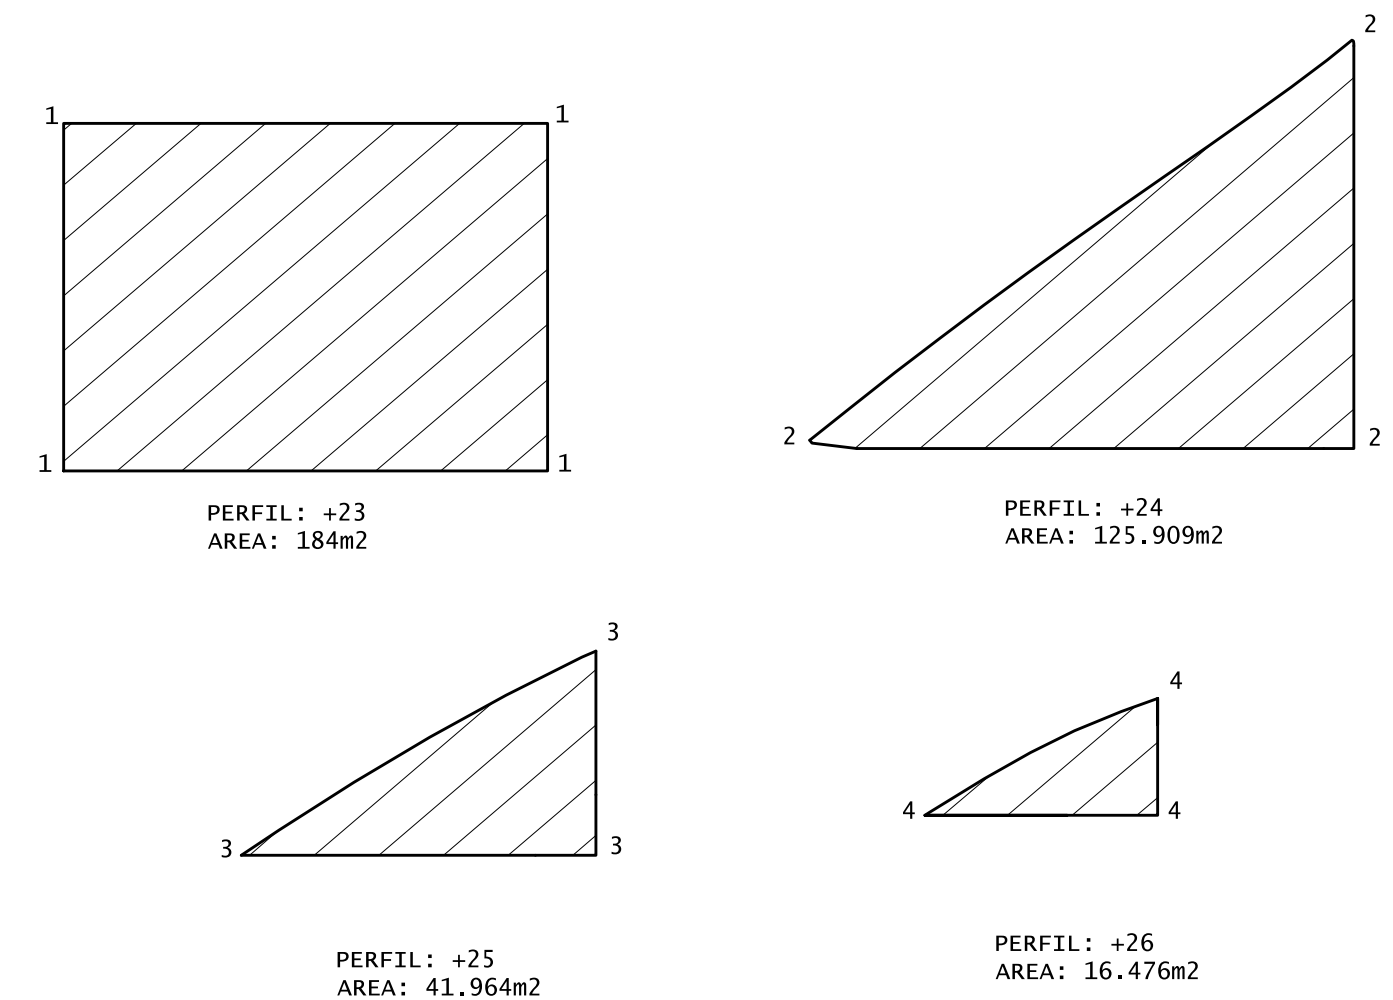 1 1
1 1
PERFIL: +23
AREA: 184m2
2
2 2
PERFIL: +24
AREA: 125.909m2
3
3 3
PERFIL: +25
AREA: 41.964m2
4
4 4
PERFIL: +26
AREA: 16.476m2